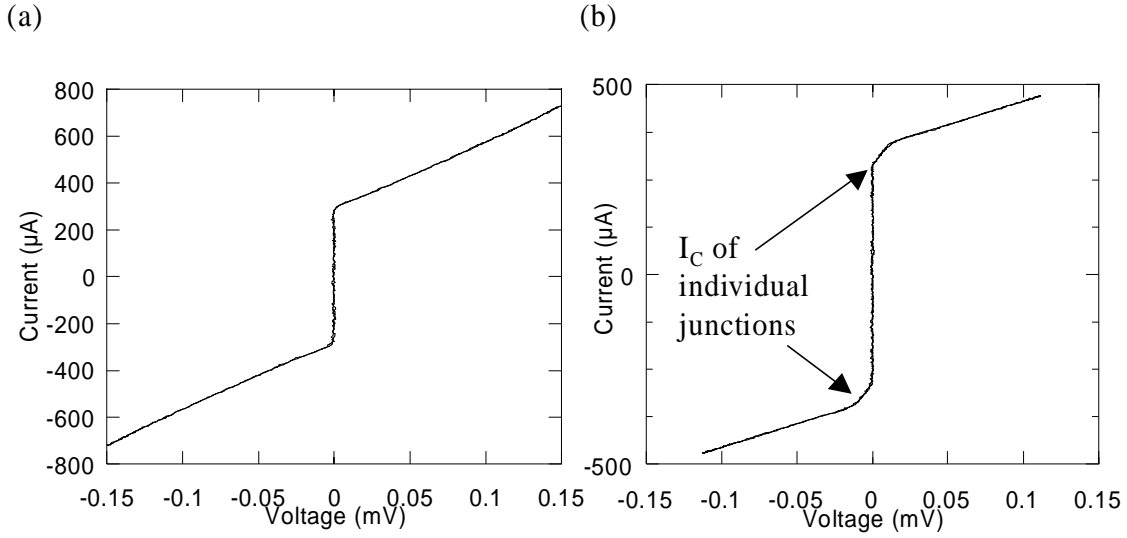 (a)
800
600
400
200
0
-200
-400
-600
-800
Current (µA)
-0.15 -0.1 -0.05 0 0.05 0.1 0.15
Voltage (mV)
(b)
500
0
-500
Current (µA)
I_C of
individual
junctions
-0.15 -0.1 -0.05 0 0.05 0.1 0.15
Voltage (mV)